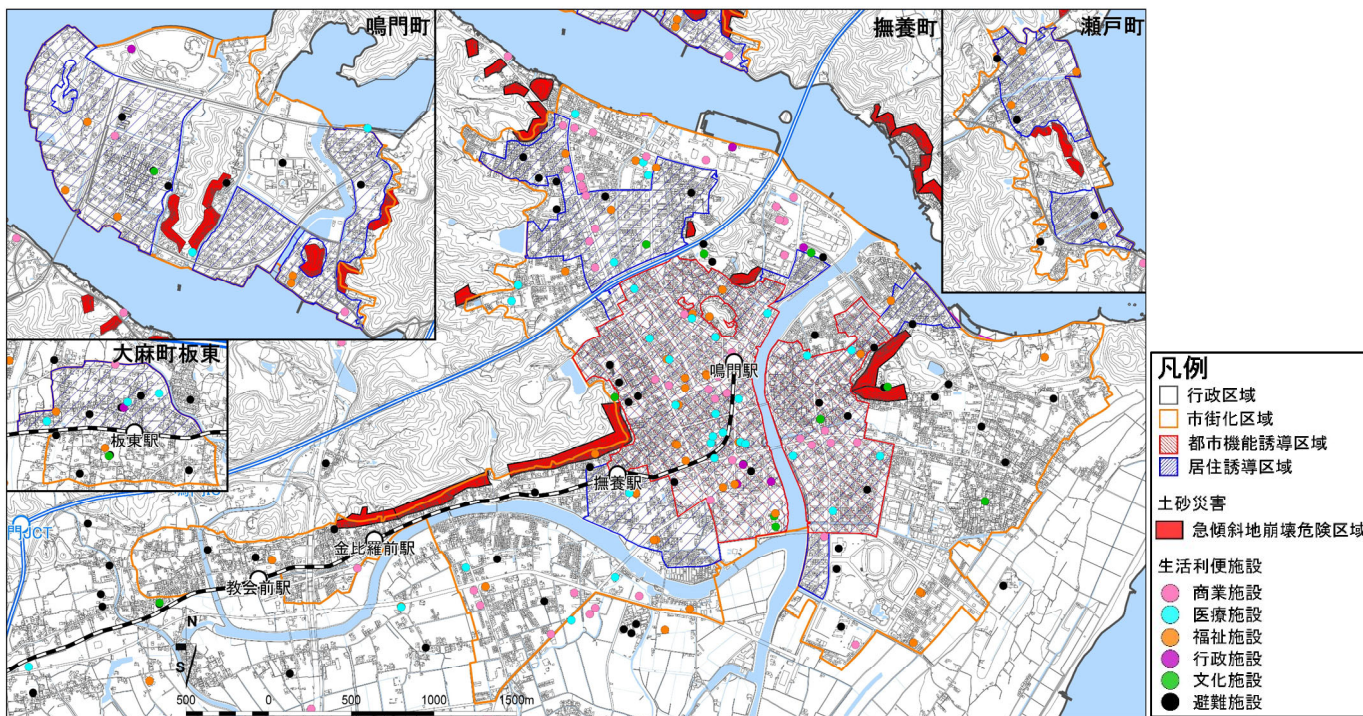 鳴門町
撫養町
瀬戸町
大麻町板東
板東駅
鳴門駅
撫養駅
金比羅前駅
教会前駅
門JCT
N
S
500 0 500 1000 1500m
凡例
行政区域
市街化区域
都市機能誘導区域
居住誘導区域
土砂災害
急傾斜地崩壊危険区域
生活利便施設
商業施設
医療施設
福祉施設
行政施設
文化施設
避難施設